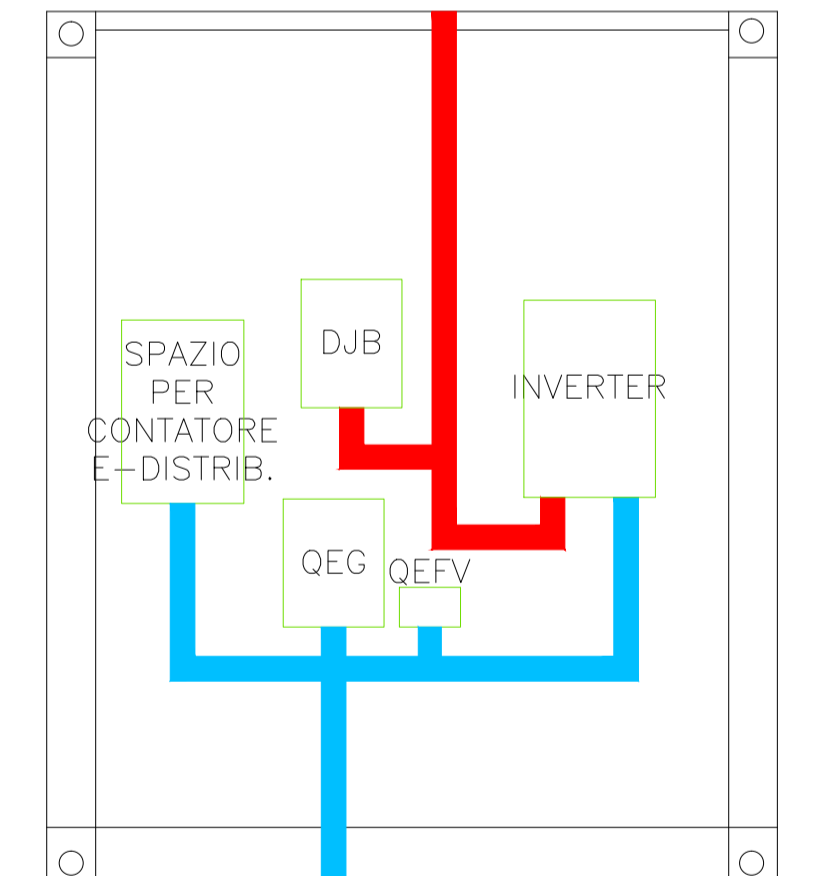 SPAZIO
PER
CONTATORE
E-DISTRIB.
DJB
INVERTER
QEG
QEFV